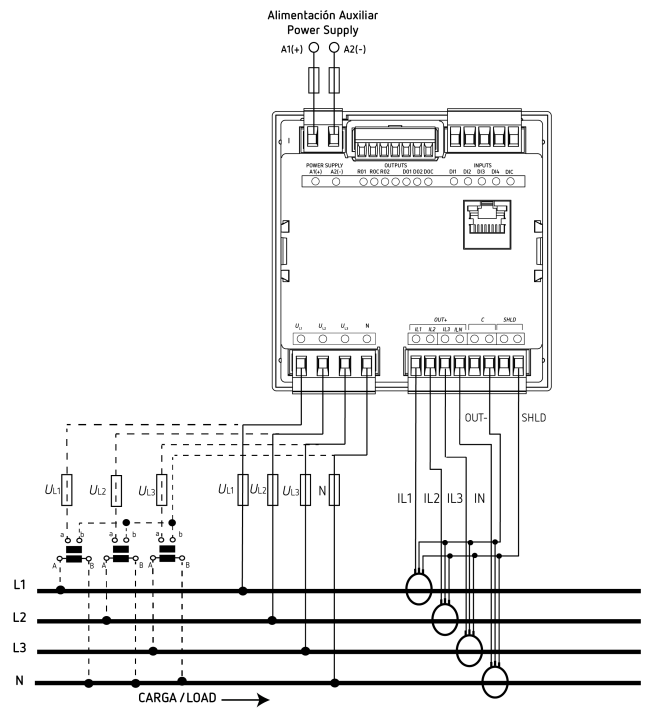 Alimentación Auxiliar
Power Supply
A1(+) A2(-)
I
POWER SUPPLY OUTPUTS INPUTS
A1(+) A2(-) RO1 ROC RO2 DO1 DO2 DOC DI1 DI2 DI3 DI4 DIC
OUT+ C SHLD
UL1 UL2 UL3 N IL1 IL2 IL3 ILN II
OUT- SHLD
UL1 UL2 UL3 UL1 UL2 UL3 N IL1 IL2 IL3 IN
a b a b a b
A B A B A B
L1
L2
L3
N
CARGA / LOAD